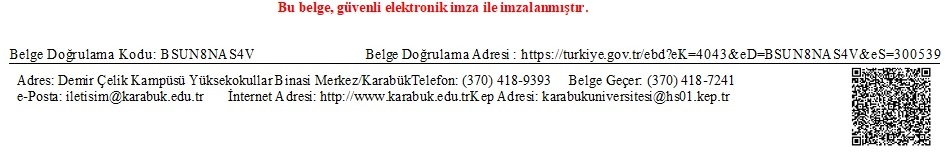 Bu belge, güvenli elektronik imza ile imzalanmıştır.
Belge Doğrulama Kodu: BSUN8NAS4V Belge Doğrulama Adresi : https://turkiye.gov.tr/ebd?eK=4043&eD=BSUN8NAS4V&eS=300539
Adres: Demir Çelik Kampüsü Yüksekokullar Binasi Merkez/KarabükTelefon: (370) 418-9393 Belge Geçer: (370) 418-7241
e-Posta: iletisim@karabuk.edu.tr İnternet Adresi: http://www.karabuk.edu.trKep Adresi: karabukuniversitesi@hs01.kep.tr